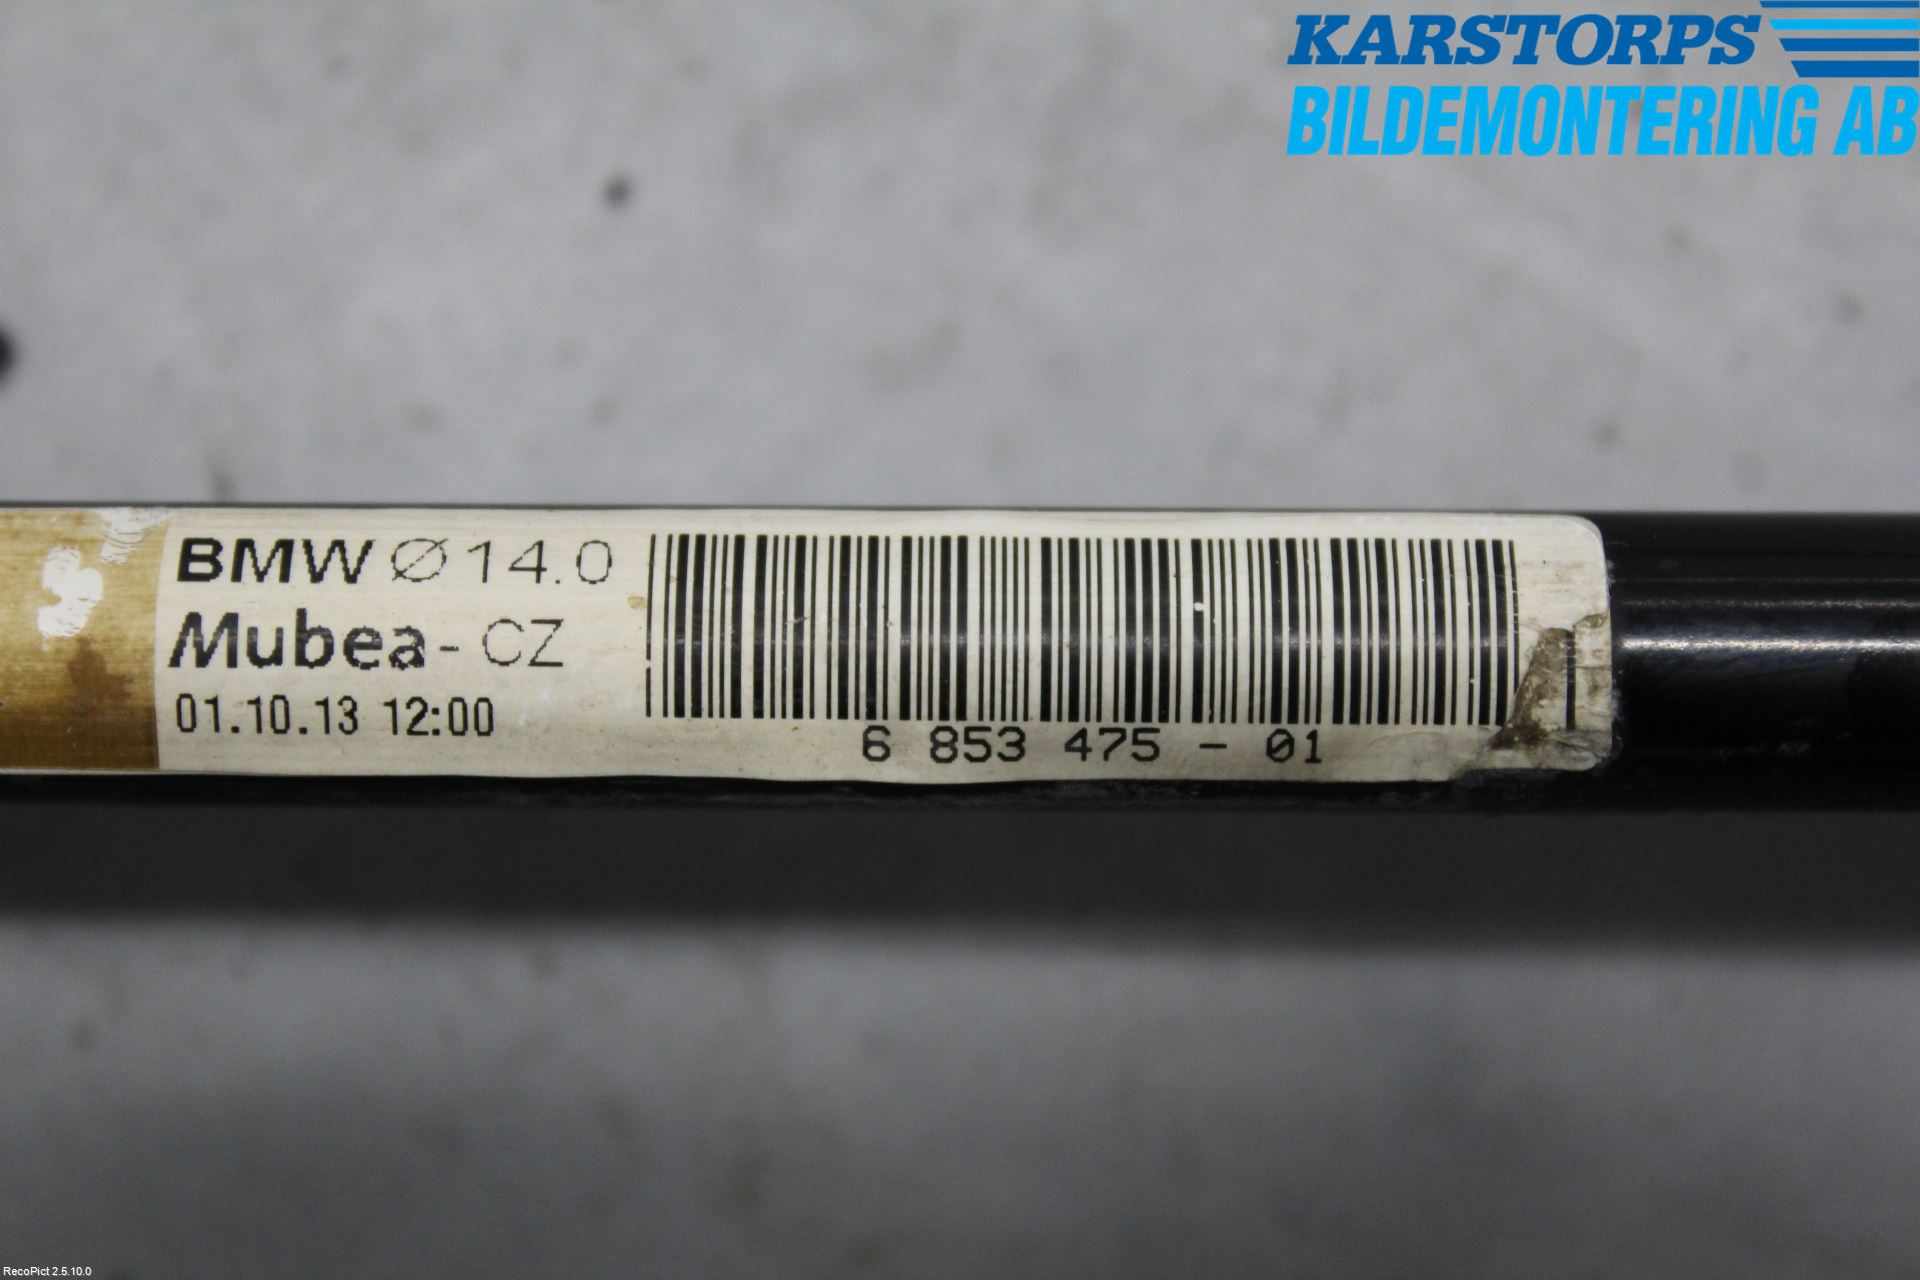 KARSTORPS
BILDEMONTERING AB
BMW Ø 14.0
Mubea - CZ
01.10.13 12:00
6 853 475 - 01
RecoPict 2.5.10.0